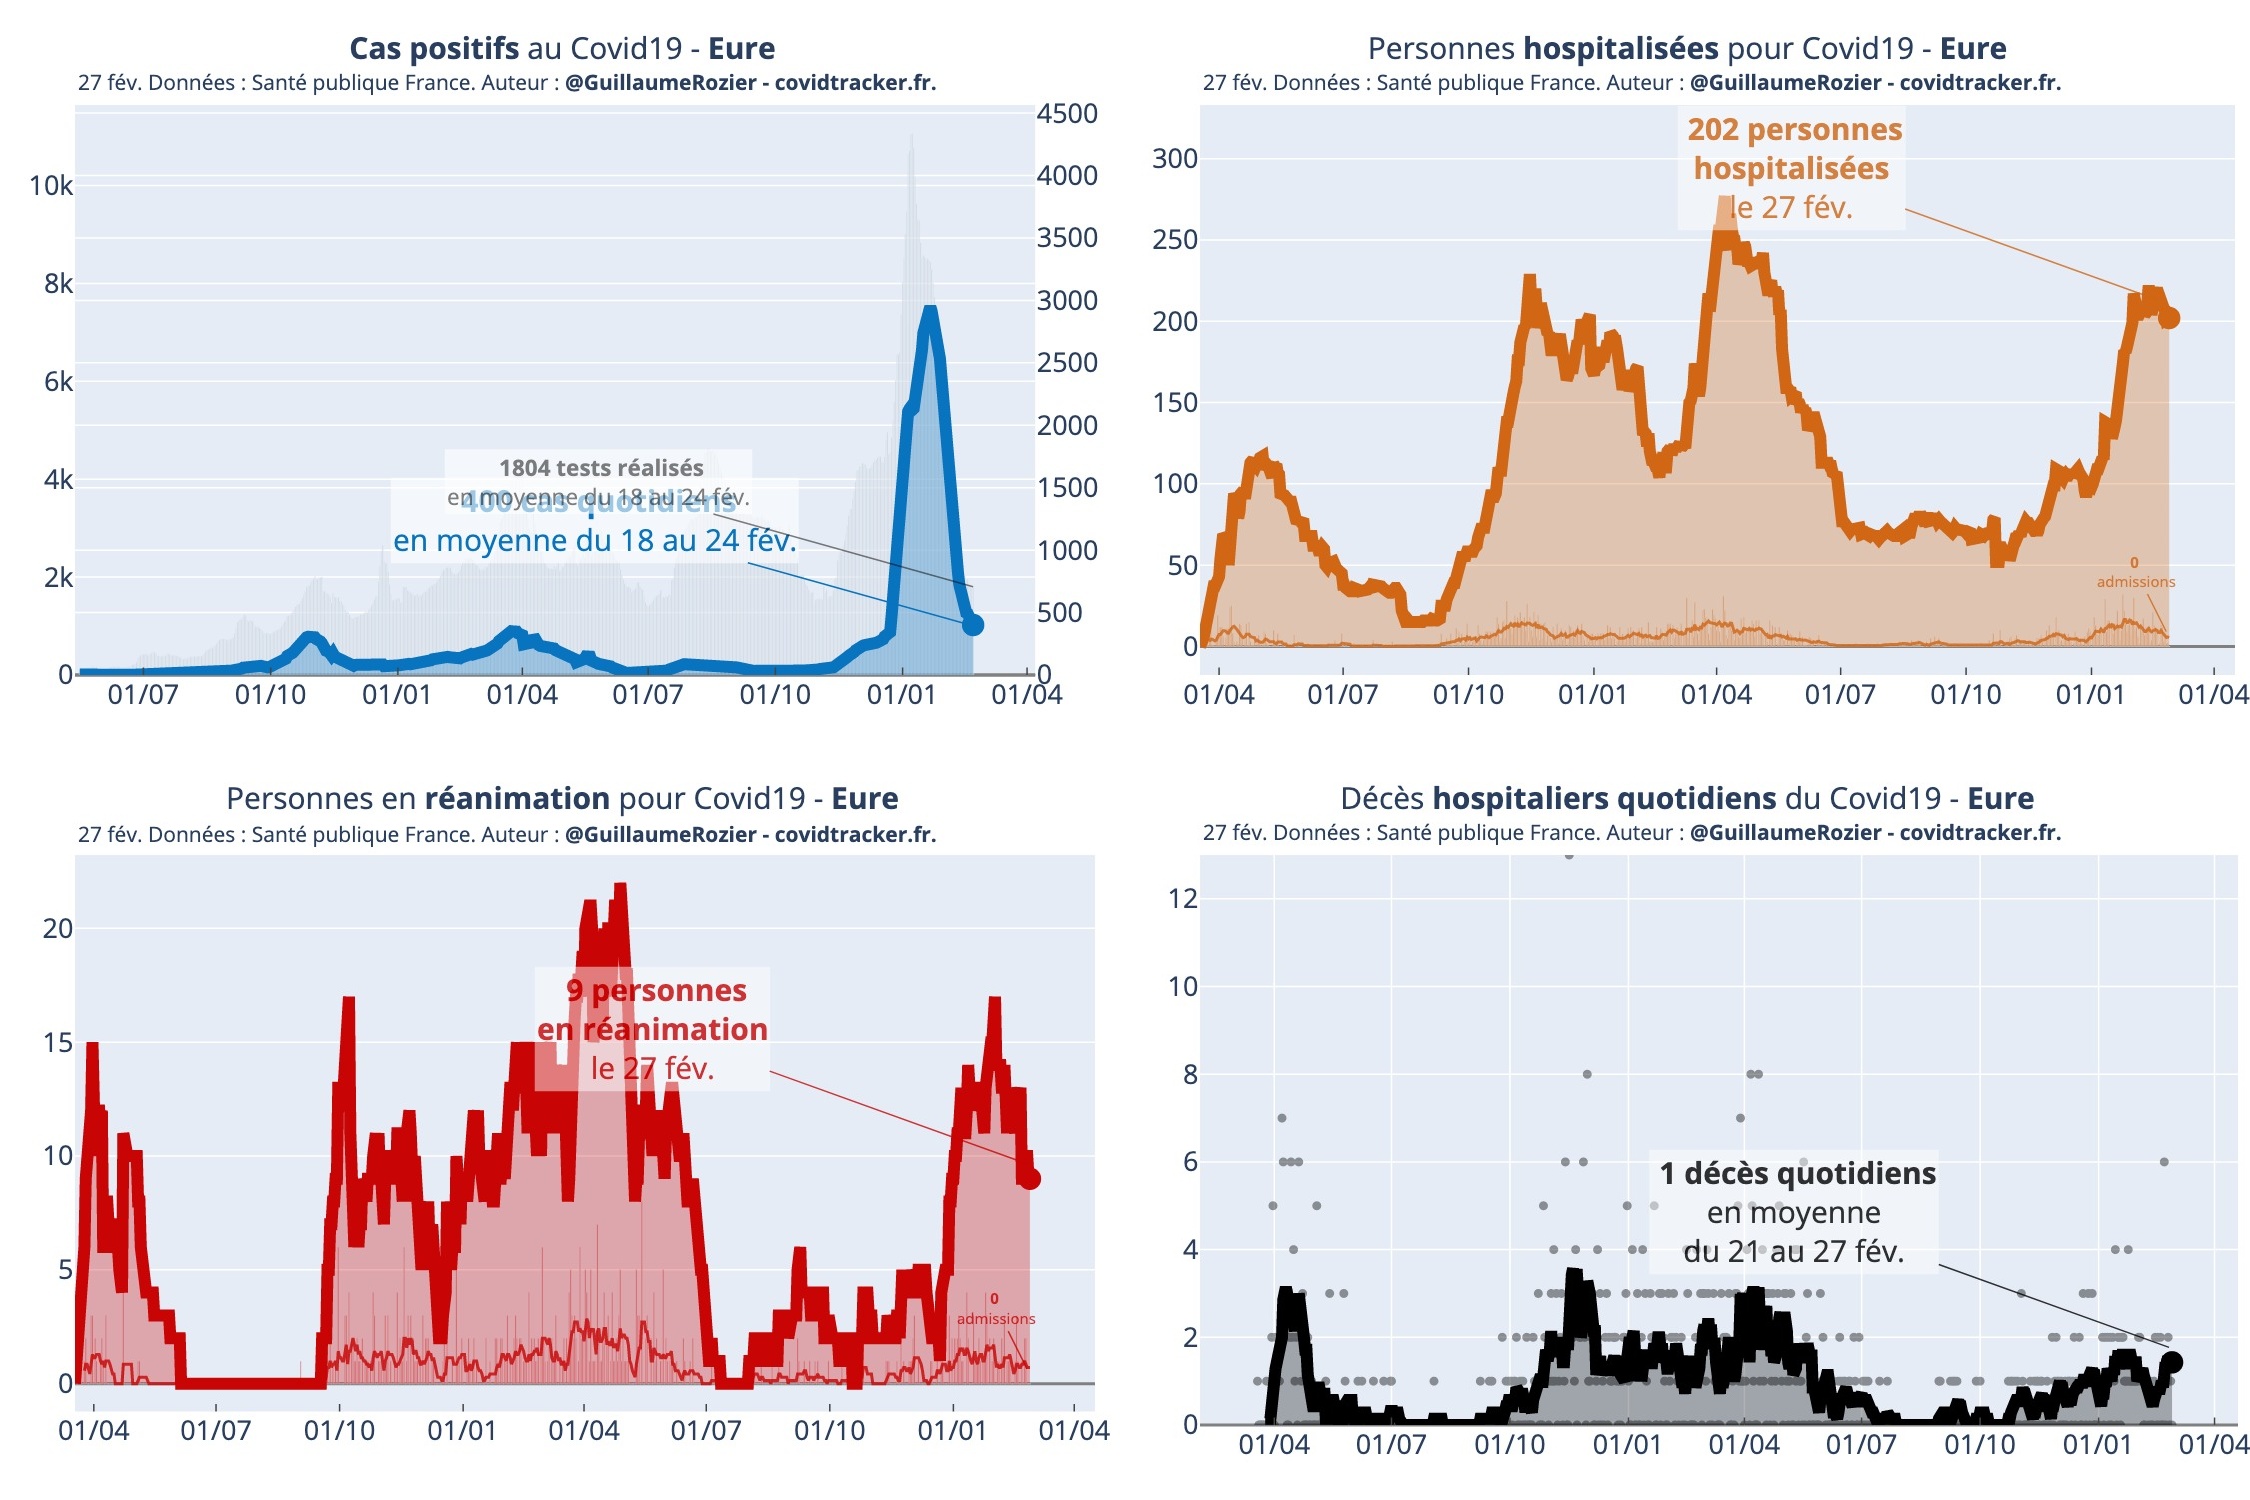 Cas positifs au Covid19 - Eure
27 fév. Données : Santé publique France. Auteur : @GuillaumeRozier - covidtracker.fr.
4500
4000
3500
3000
2500
2000
1500
1000
500
0
10k
8k
6k
4k
2k
0
1804 tests réalisés
en moyenne du 18 au 24 fév.
400 cas quotidiens
en moyenne du 18 au 24 fév.
01/07 01/10 01/01 01/04 01/07 01/10 01/01 01/04
Personnes hospitalisées pour Covid19 - Eure
27 fév. Données : Santé publique France. Auteur : @GuillaumeRozier - covidtracker.fr.
300
250
200
150
100
50
0
202 personnes
hospitalisées
le 27 fév.
0
admissions
01/04 01/07 01/10 01/01 01/04 01/07 01/10 01/01 01/04
Personnes en réanimation pour Covid19 - Eure
27 fév. Données : Santé publique France. Auteur : @GuillaumeRozier - covidtracker.fr.
20
15
10
5
0
9 personnes
en réanimation
le 27 fév.
0
admissions
01/04 01/07 01/10 01/01 01/04 01/07 01/10 01/01 01/04
Décès hospitaliers quotidiens du Covid19 - Eure
27 fév. Données : Santé publique France. Auteur : @GuillaumeRozier - covidtracker.fr.
12
10
8
6
4
2
0
1 décès quotidiens
en moyenne
du 21 au 27 fév.
01/04 01/07 01/10 01/01 01/04 01/07 01/10 01/01 01/04